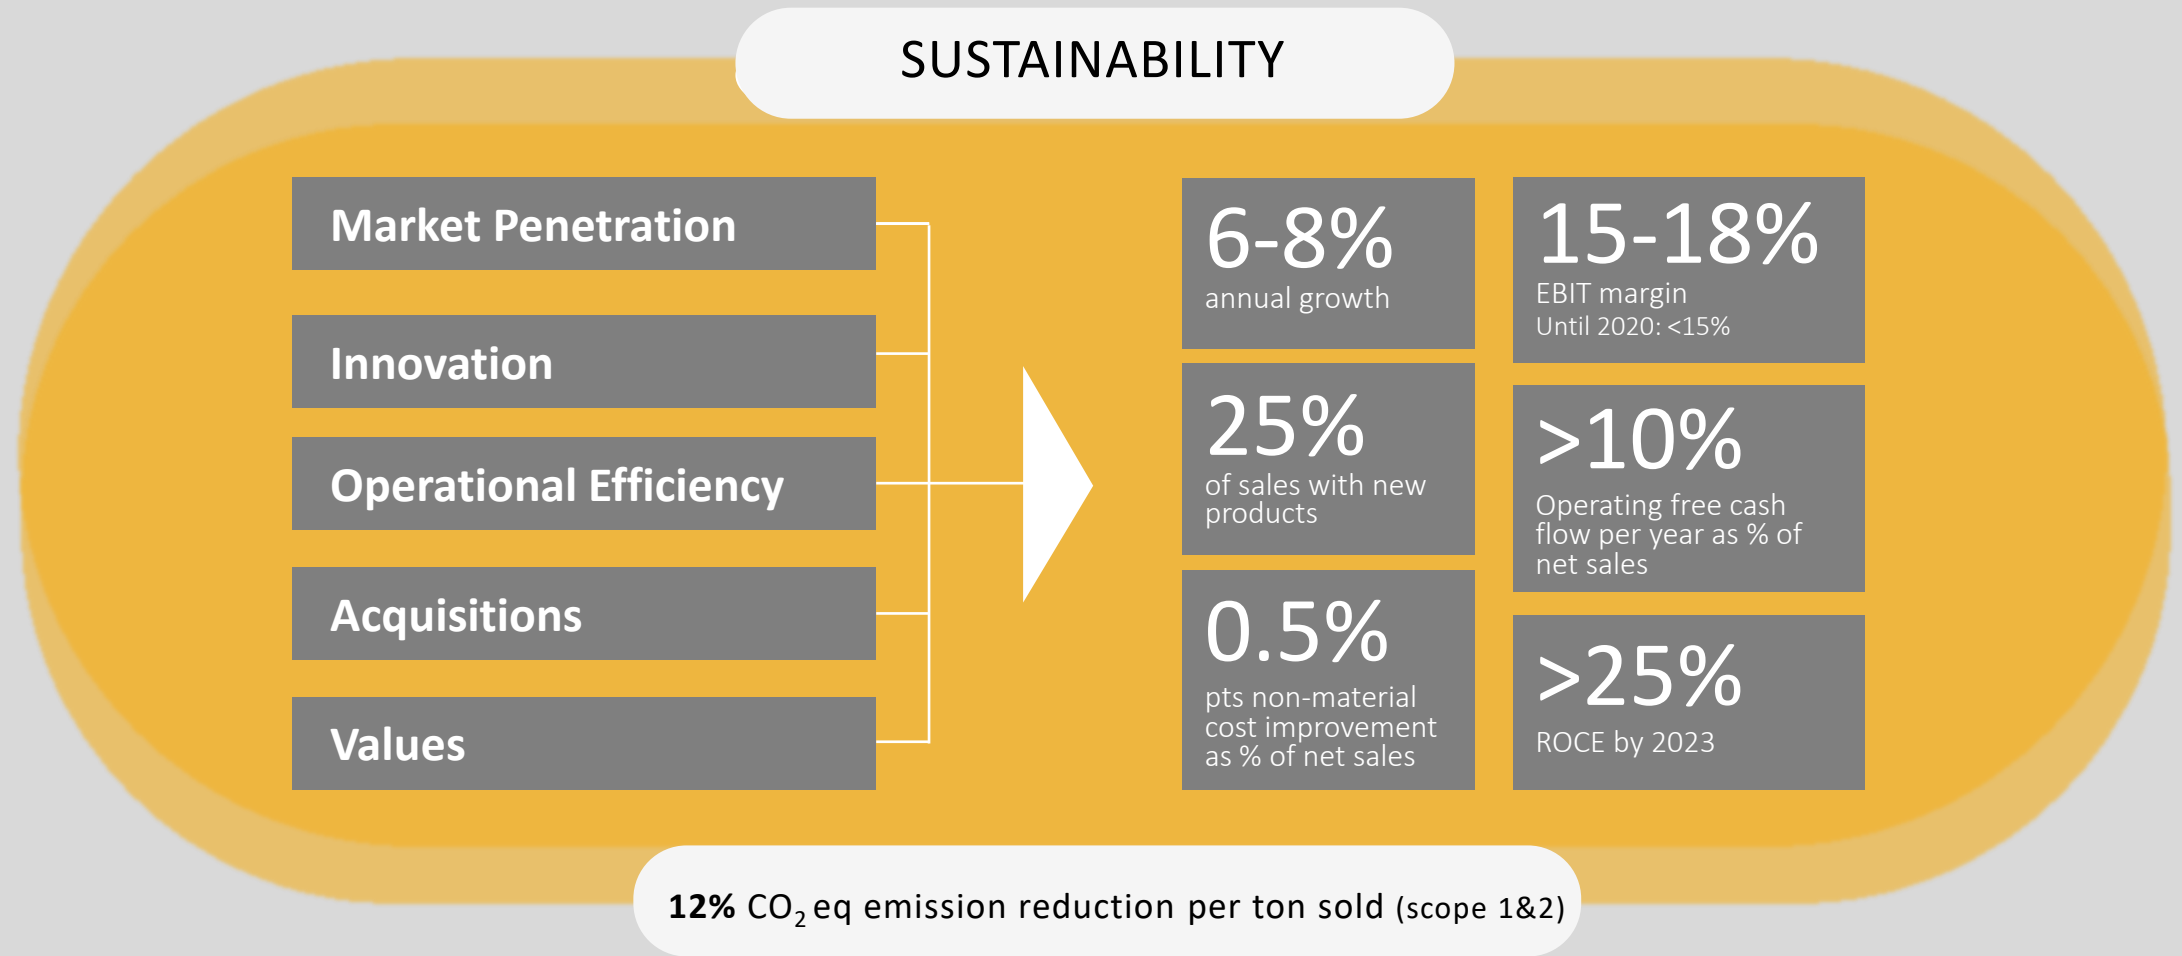 SUSTAINABILITY
Market Penetration
Innovation
Operational Efficiency
Acquisitions
Values
6-8%
annual growth
25%
of sales with new
products
0.5%
pts non-material
cost improvement
as % of net sales
15-18%
EBIT margin
Until 2020: <15%
>10%
Operating free cash
flow per year as % of
net sales
>25%
ROCE by 2023
12% CO₂ eq emission reduction per ton sold (scope 1&2)